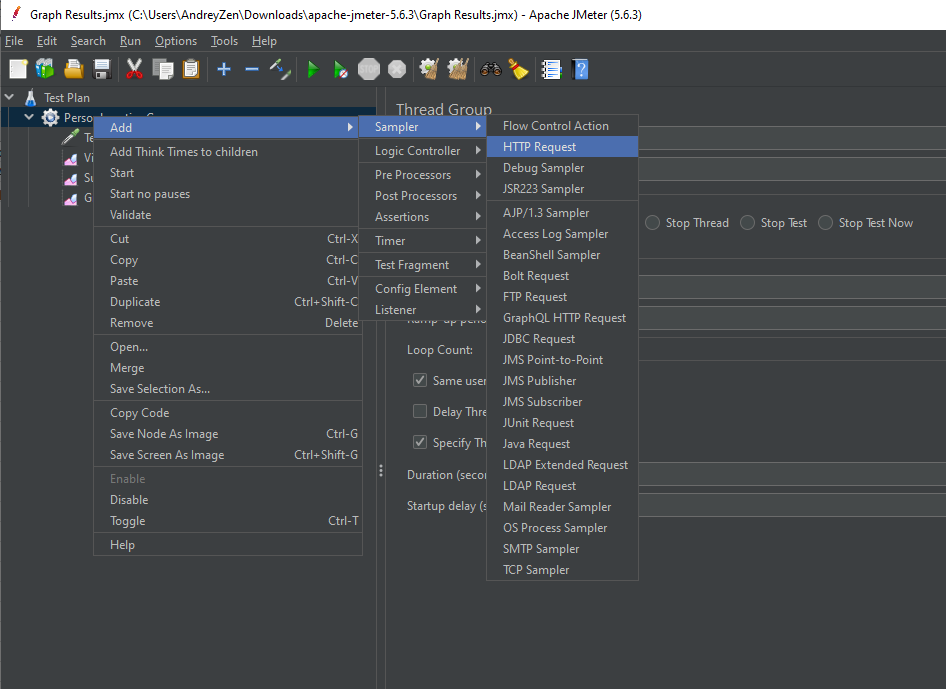 Graph Results.jmx (C:\Users\AndreyZen\Downloads\apache-jmeter-5.6.3\Graph Results.jmx) - Apache JMeter (5.6.3)
File Edit Search Run Options Tools Help
STOP
Test Plan
Thread Group
Add
Add Think Times to children
Start
Start no pauses
Validate
Cut Ctrl-X
Copy Ctrl-C
Paste Ctrl-V
Duplicate Ctrl+Shift-C
Remove Delete
Open...
Merge
Save Selection As...
Copy Code
Save Node As Image Ctrl-G
Save Screen As Image Ctrl+Shift-G
Enable
Disable
Toggle Ctrl-T
Help
Sampler
Logic Controller
Pre Processors
Post Processors
Assertions
Timer
Test Fragment
Config Element
Listener
Flow Control Action
HTTP Request
Debug Sampler
JSR223 Sampler
AJP/1.3 Sampler
Access Log Sampler
BeanShell Sampler
Bolt Request
FTP Request
GraphQL HTTP Request
JDBC Request
JMS Point-to-Point
JMS Publisher
JMS Subscriber
JUnit Request
Java Request
LDAP Extended Request
LDAP Request
Mail Reader Sampler
OS Process Sampler
SMTP Sampler
TCP Sampler
Stop Thread Stop Test Stop Test Now
Loop Count:
Same user
Delay Thre
Specify Th
Duration (secon
Startup delay (s